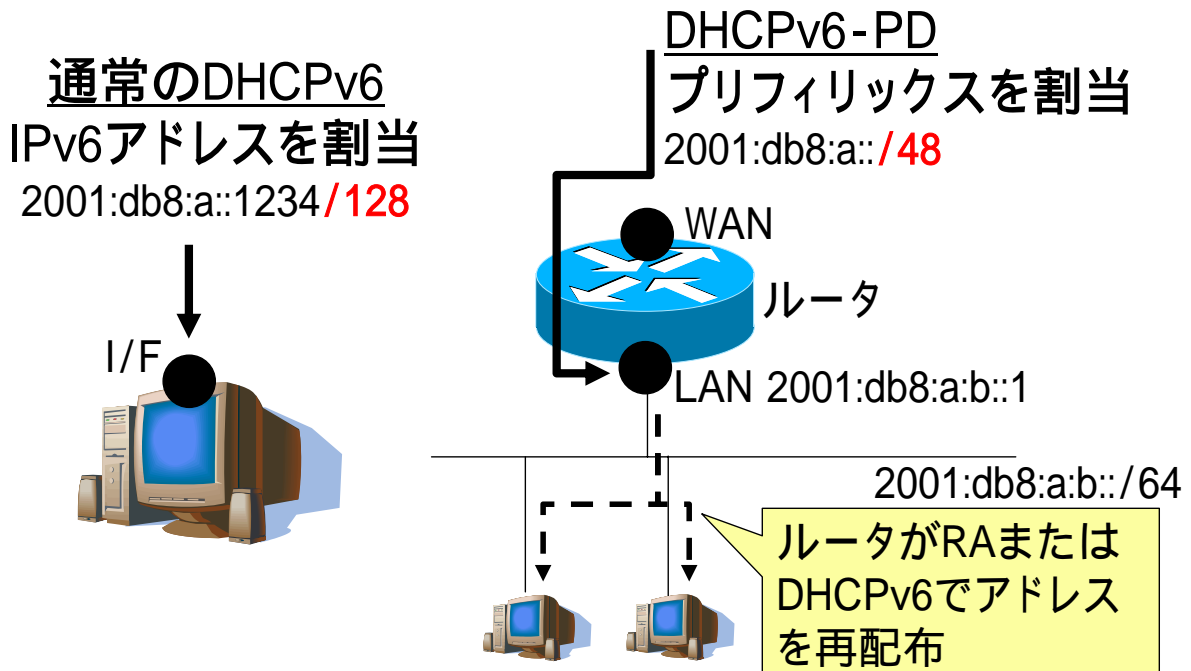 通常のDHCPv6
IPv6アドレスを割当
2001:db8:a::1234/128
I/F
DHCPv6-PD
プリフィリックスを割当
2001:db8:a::/48
WAN
ルータ
LAN 2001:db8:a:b::1
2001:db8:a:b::/64
ルータがRAまたは
DHCPv6でアドレス
を再配布